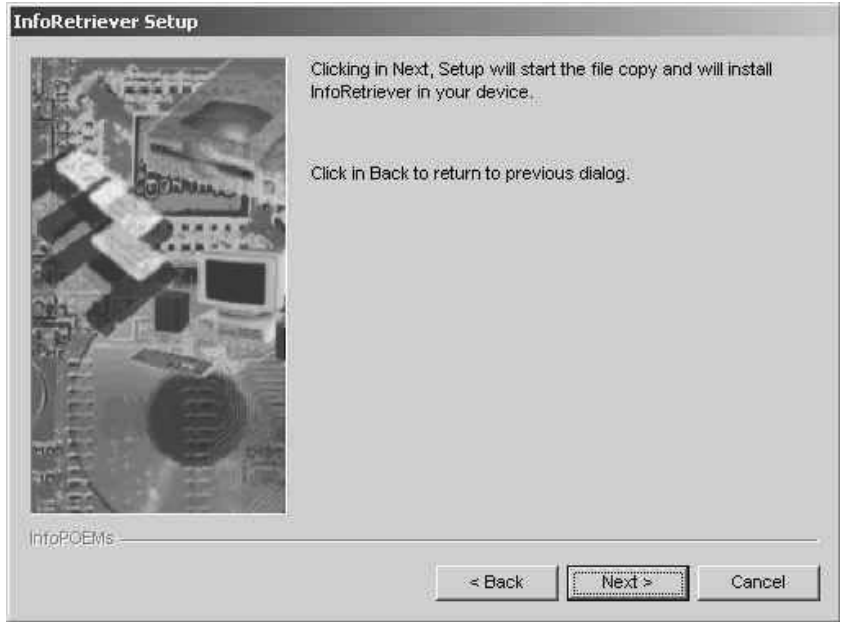 InfoRetriever Setup
Clicking in Next, Setup will start the file copy and will install
InfoRetriever in your device.
Click in Back to return to previous dialog.
InfoPOEMs
< Back
Next >
Cancel